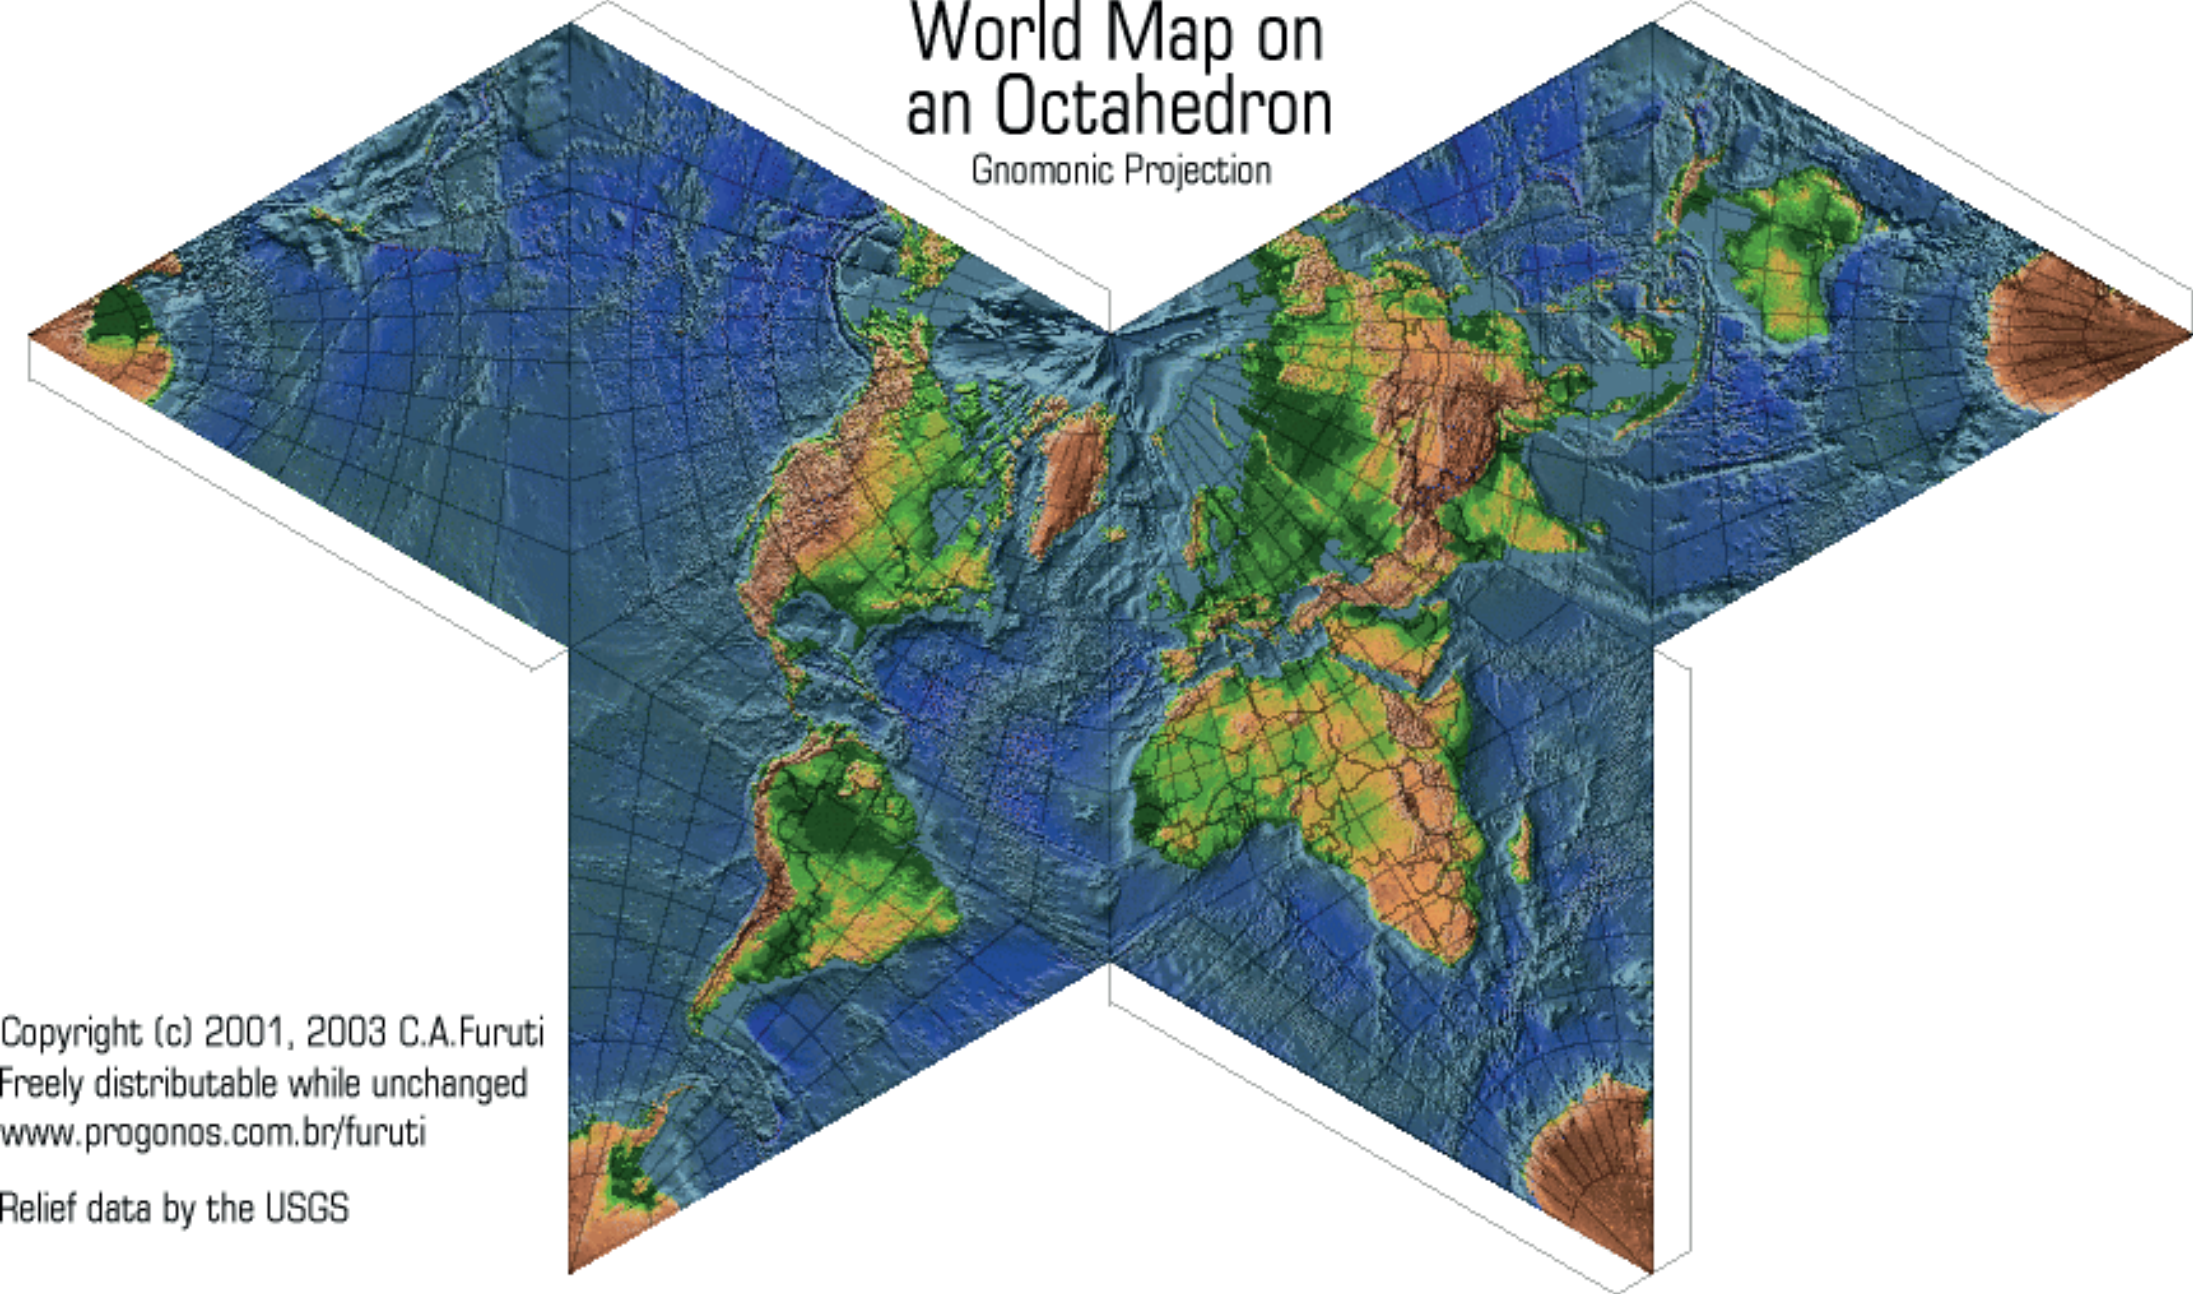 World Map on
an Octahedron
Gnomonic Projection
Copyright (c) 2001, 2003 C.A.Furuti
Freely distributable while unchanged
www.progonos.com.br/furuti
Relief data by the USGS